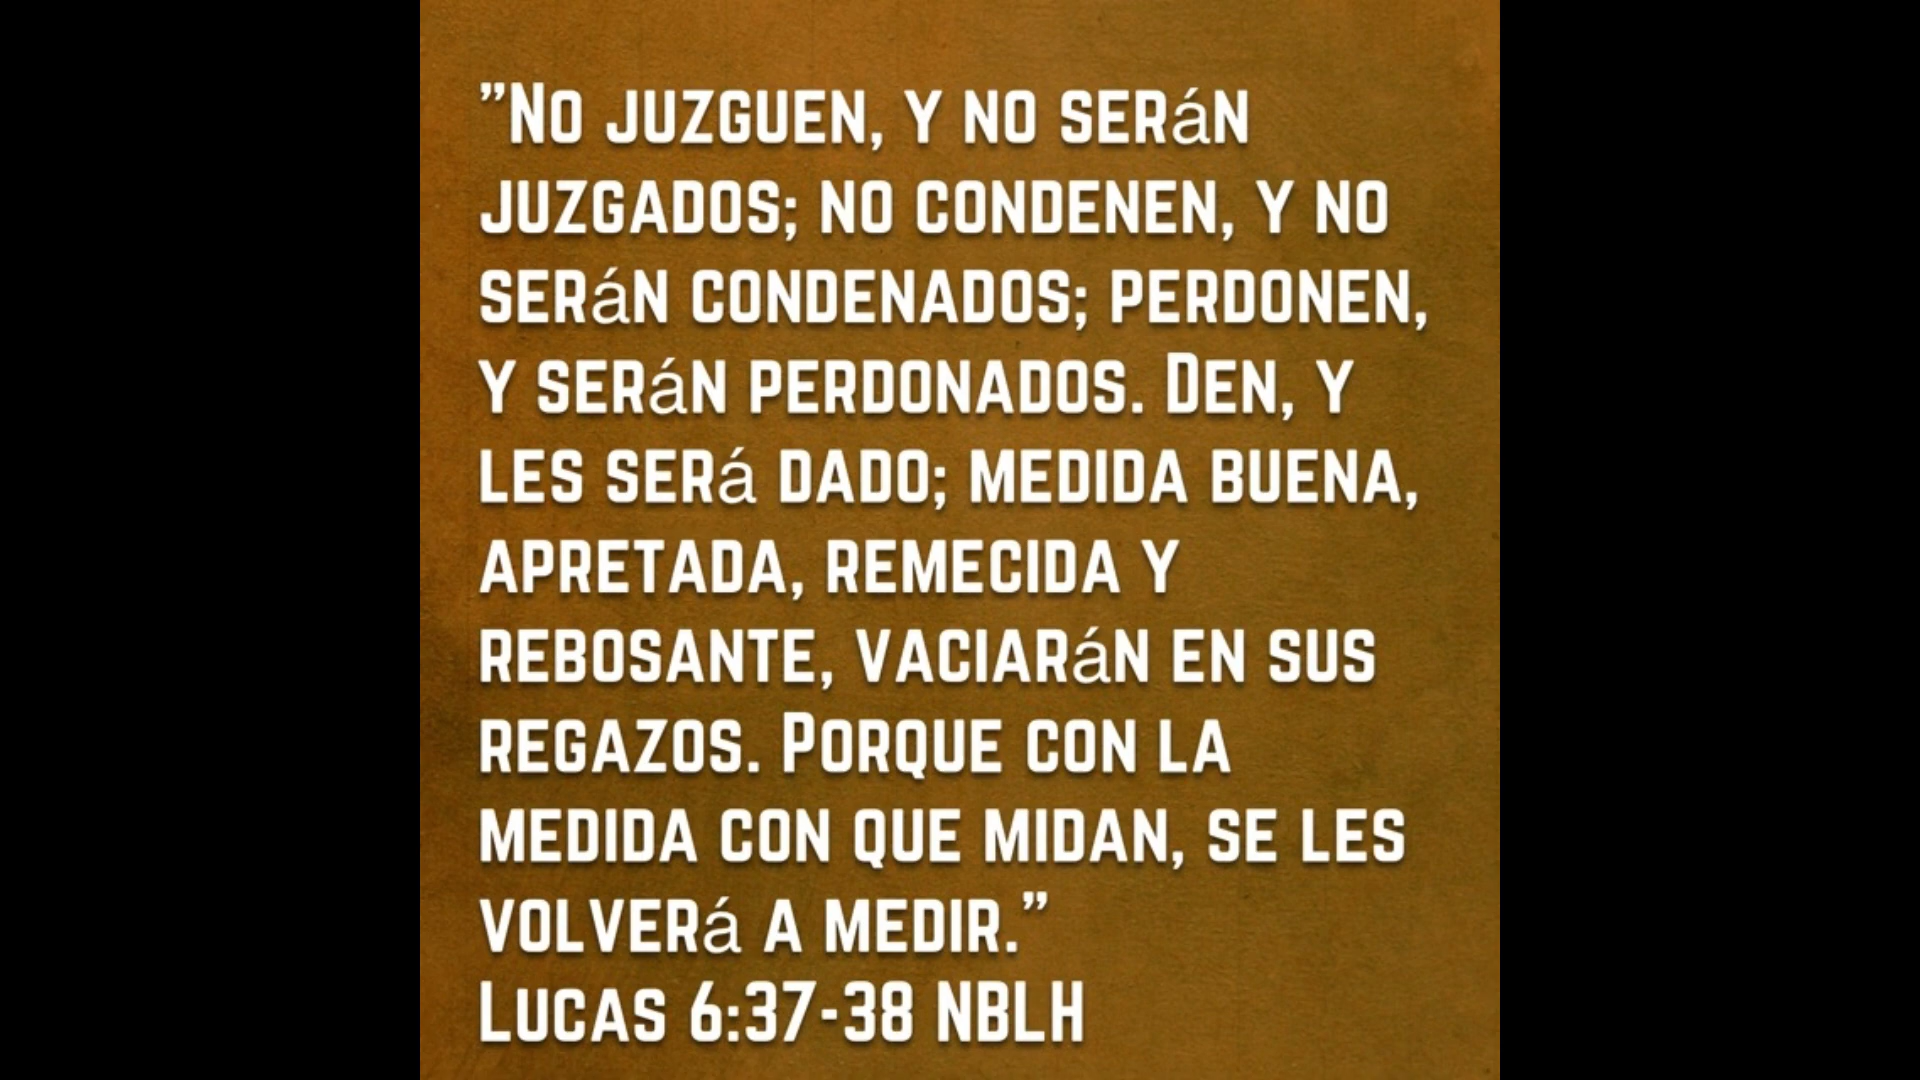 ”No juzguen, y no serán
juzgados; no condenen, y no
serán condenados; perdonen,
y serán perdonados. Den, y
les será dado; medida buena,
apretada, remecida y
rebosante, vaciarán en sus
regazos. Porque con la
medida con que midan, se les
volverá a medir.”
Lucas 6:37-38 NBLH